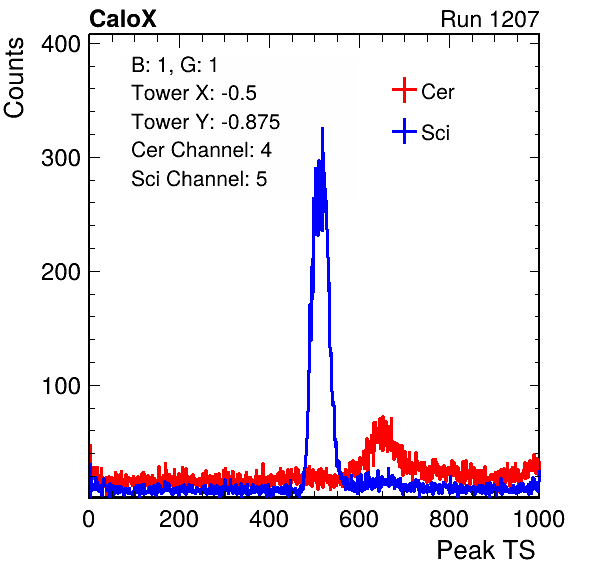 CaloX Run 1207
Counts
400
300
200
100
B: 1, G: 1
Tower X: -0.5
Tower Y: -0.875
Cer Channel: 4
Sci Channel: 5
Cer
Sci
0 200 400 600 800 1000
Peak TS